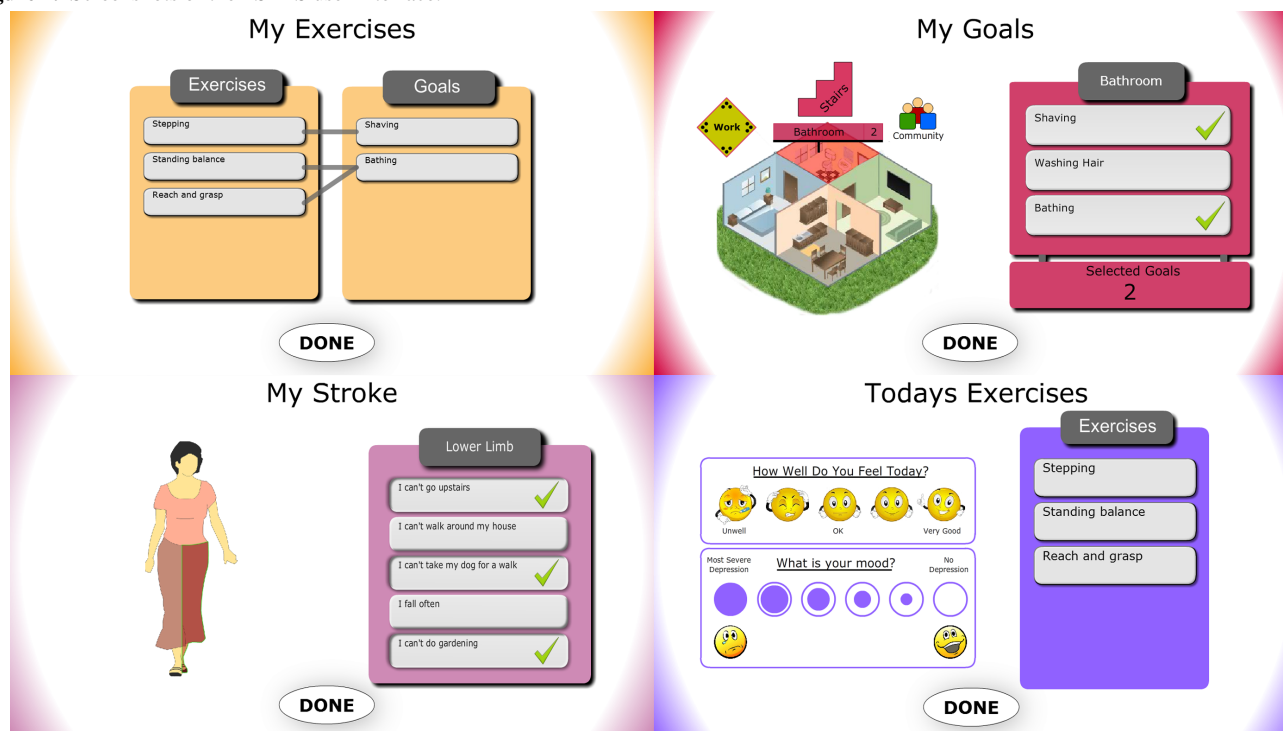 My Exercises
Exercises
Goals
Stepping
Shaving
Standing balance
Bathing
Reach and grasp
DONE
My Goals
Work
Stairs
Bathroom 2
Community
Bathroom
Shaving
Washing Hair
Bathing
Selected Goals
2
DONE
My Stroke
Lower Limb
I can't go upstairs
I can't walk around my house
I can't take my dog for a walk
I fall often
I can't do gardening
DONE
Todays Exercises
How Well Do You Feel Today?
Unwell
OK
Very Good
Most Severe
Depression
What is your mood?
No
Depression
Exercises
Stepping
Standing balance
Reach and grasp
DONE